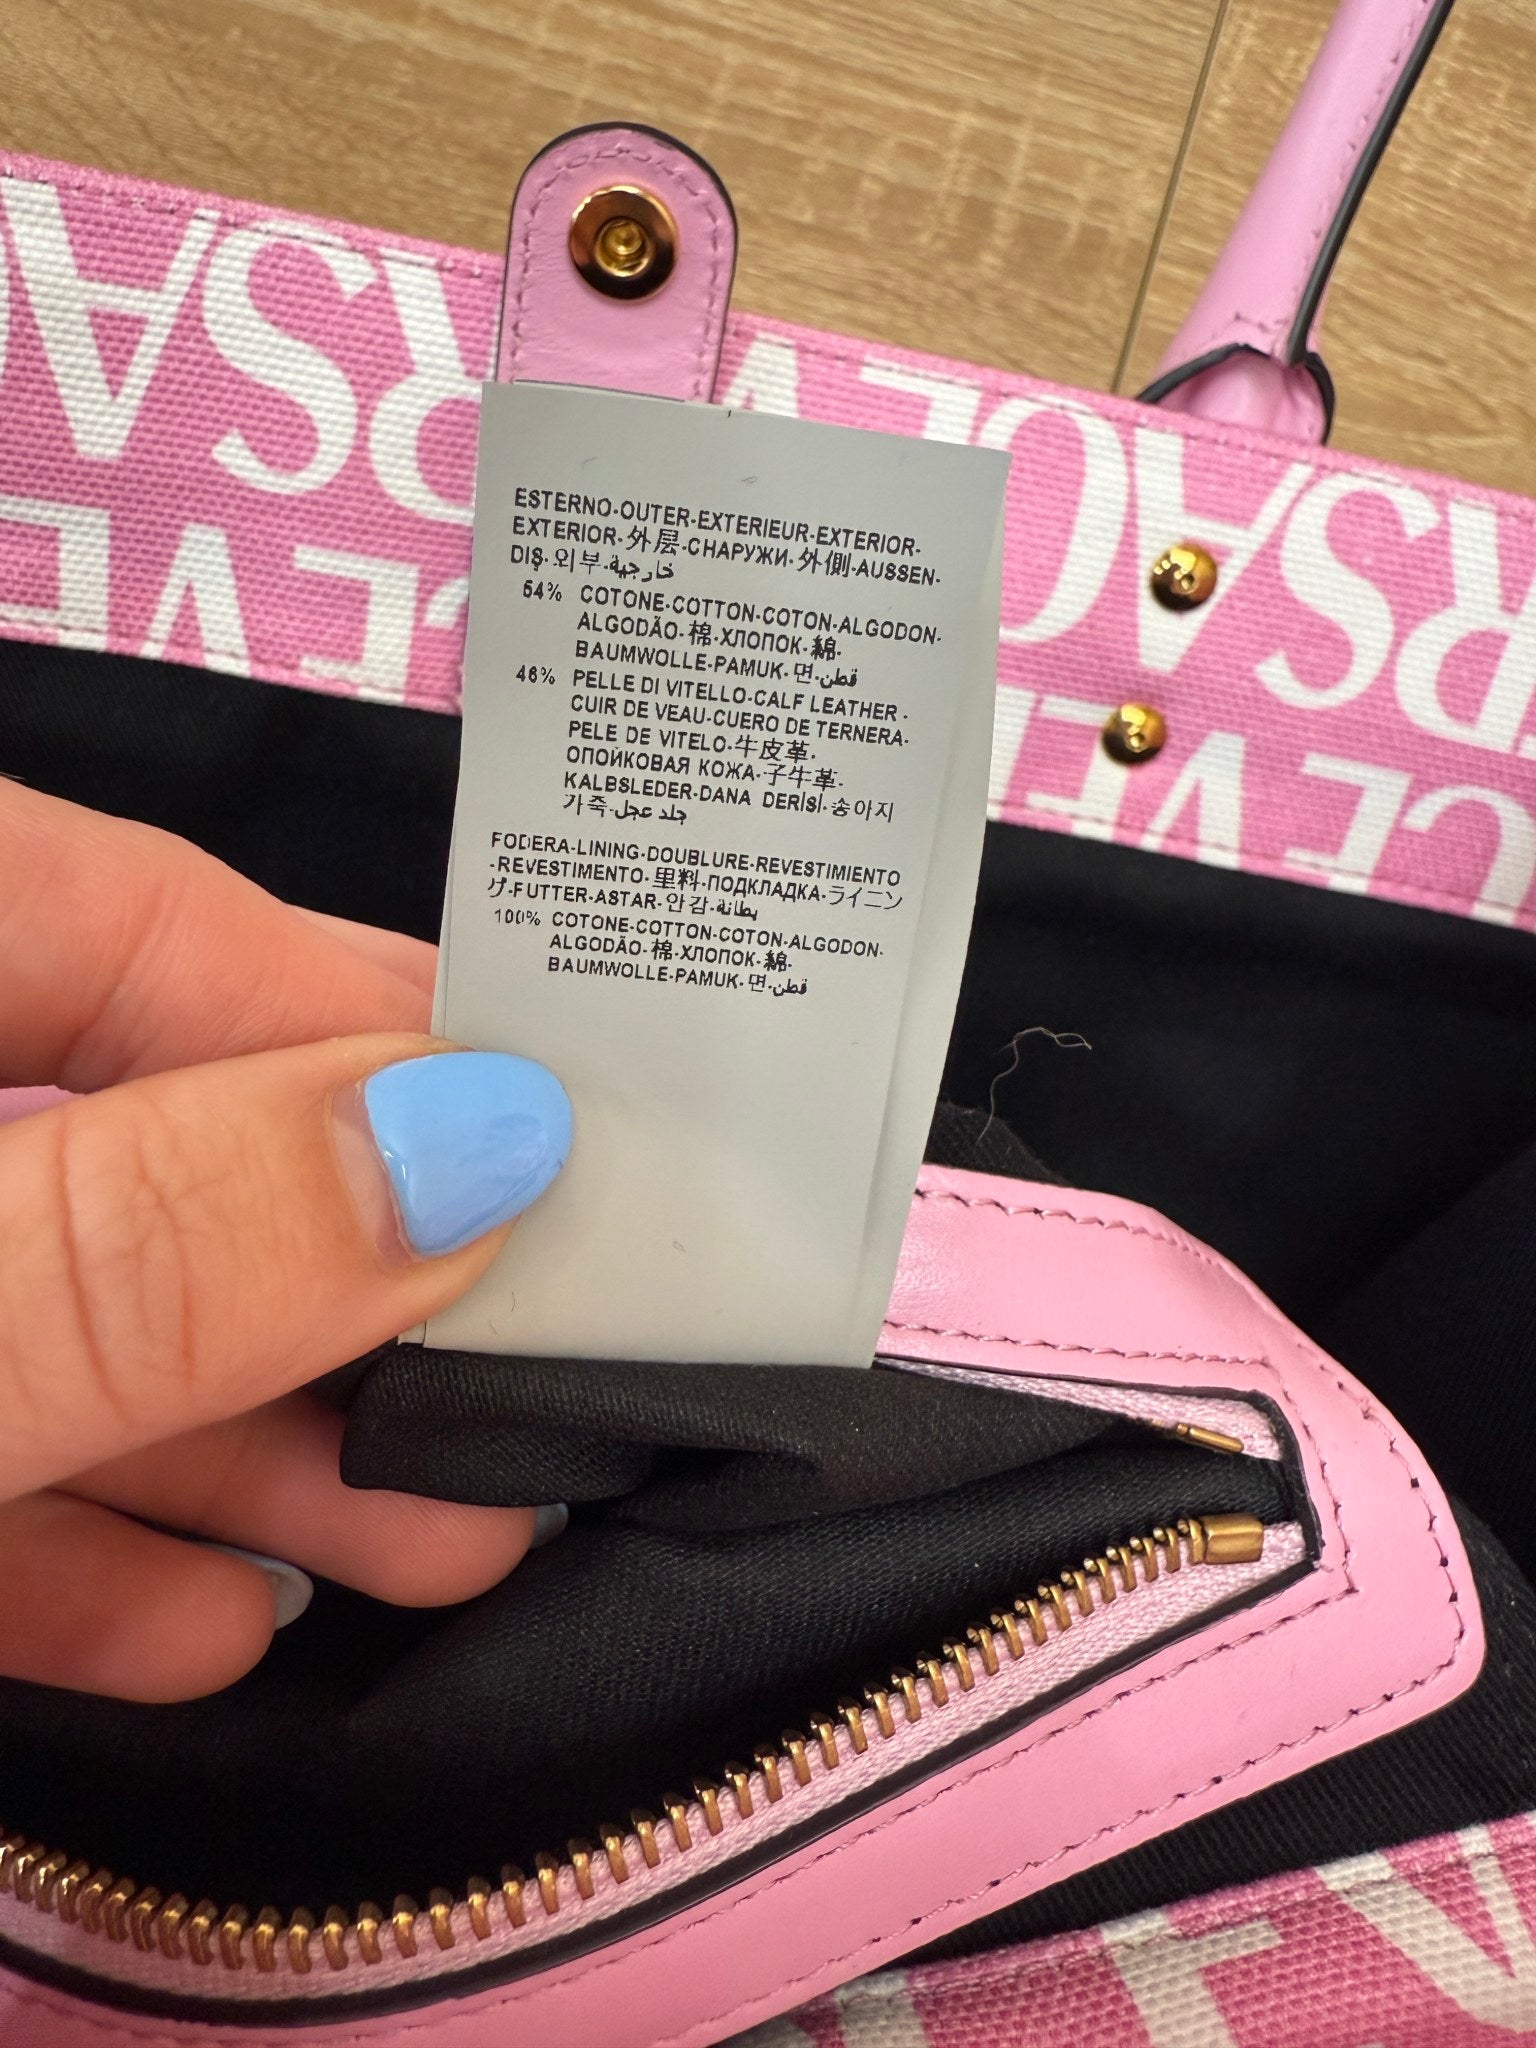 ESTERNO-OUTER-EXTERIEUR-EXTERIOR-
EXTERIOR-外层-СНАРУЖИ-外側-AUSSEN-
DIŞ-외부-خارجية
54% COTONE-COTTON-COTON-ALGODON-
ALGODÃO-棉-ХЛОПОК-綿-
BAUMWOLLE-PAMUK-면-قطن
46% PELLE DI VITELLO-CALF LEATHER-
CUIR DE VEAU-CUERO DE TERNERA-
PELE DE VITELO-牛皮革-
ОПОЙКОВАЯ КОЖА-子牛革-
KALBSLEDER-DANA DERİSİ-송아지
가죽-جلد عجل
FODERA-LINING-DOUBLURE-REVESTIMIENTO
-REVESTIMENTO-里料-ПОДКЛАДКА-ライニン
グ-FUTTER-ASTAR-안감-بطانة
100% COTONE-COTTON-COTON-ALGODON-
ALGODÃO-棉-ХЛОПОК-綿-
BAUMWOLLE-PAMUK-면-قطن
VERSACE